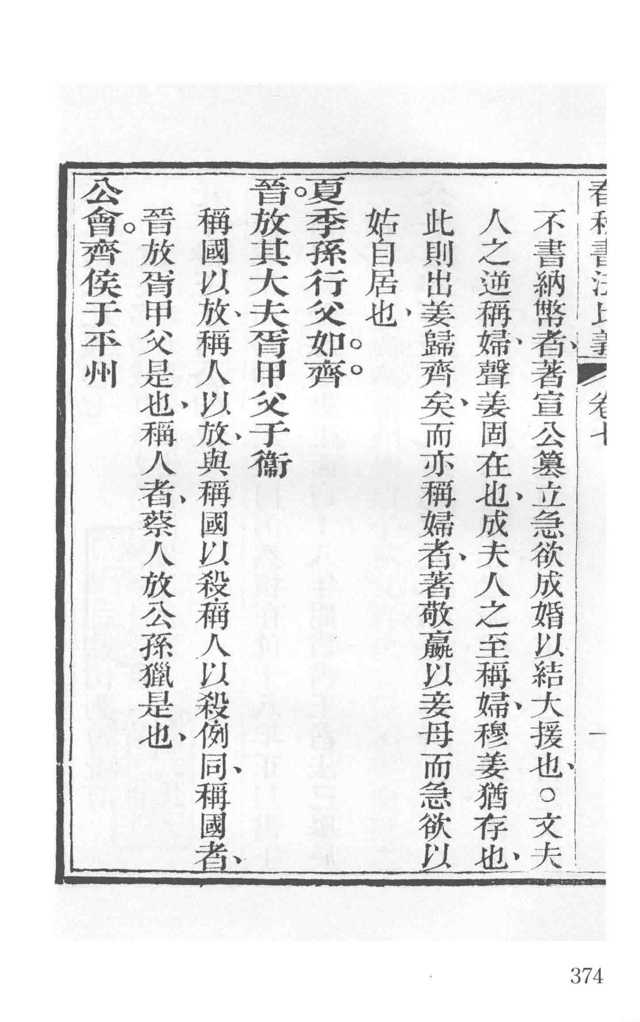 春秋書法比義 卷七 一
不書納幣者、著宣公簒立急欲成婚以結大援也、○文夫
人之逆稱婦、聲姜固在也、成夫人之至稱婦、穆姜猶存也、
此則出姜歸齊矣、而亦稱婦者、著敬嬴以妾母而急欲以
姑自居也、
夏季孫行父如齊。
晉放其大夫胥甲父于衞
稱國以放、稱人以放、與稱國以殺稱人以殺例同、稱國者、
晉放胥甲父是也、稱人者、蔡人放公孫獵是也、
公會齊侯于平州
374